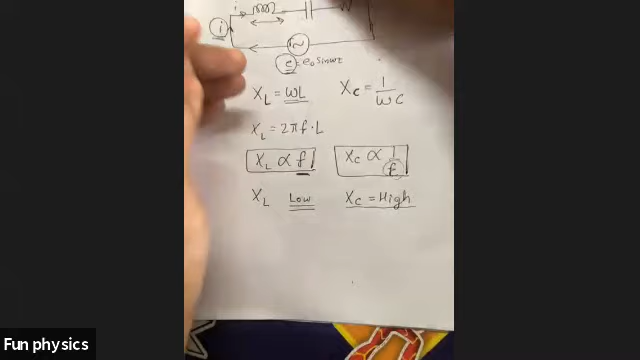 i
i
e = e₀ sinωt
X_L = ωL X_C = 1/ωC
X_L = 2πf · L
X_L ∝ f X_C ∝ 1/f
X_L Low X_C = High
Fun physics